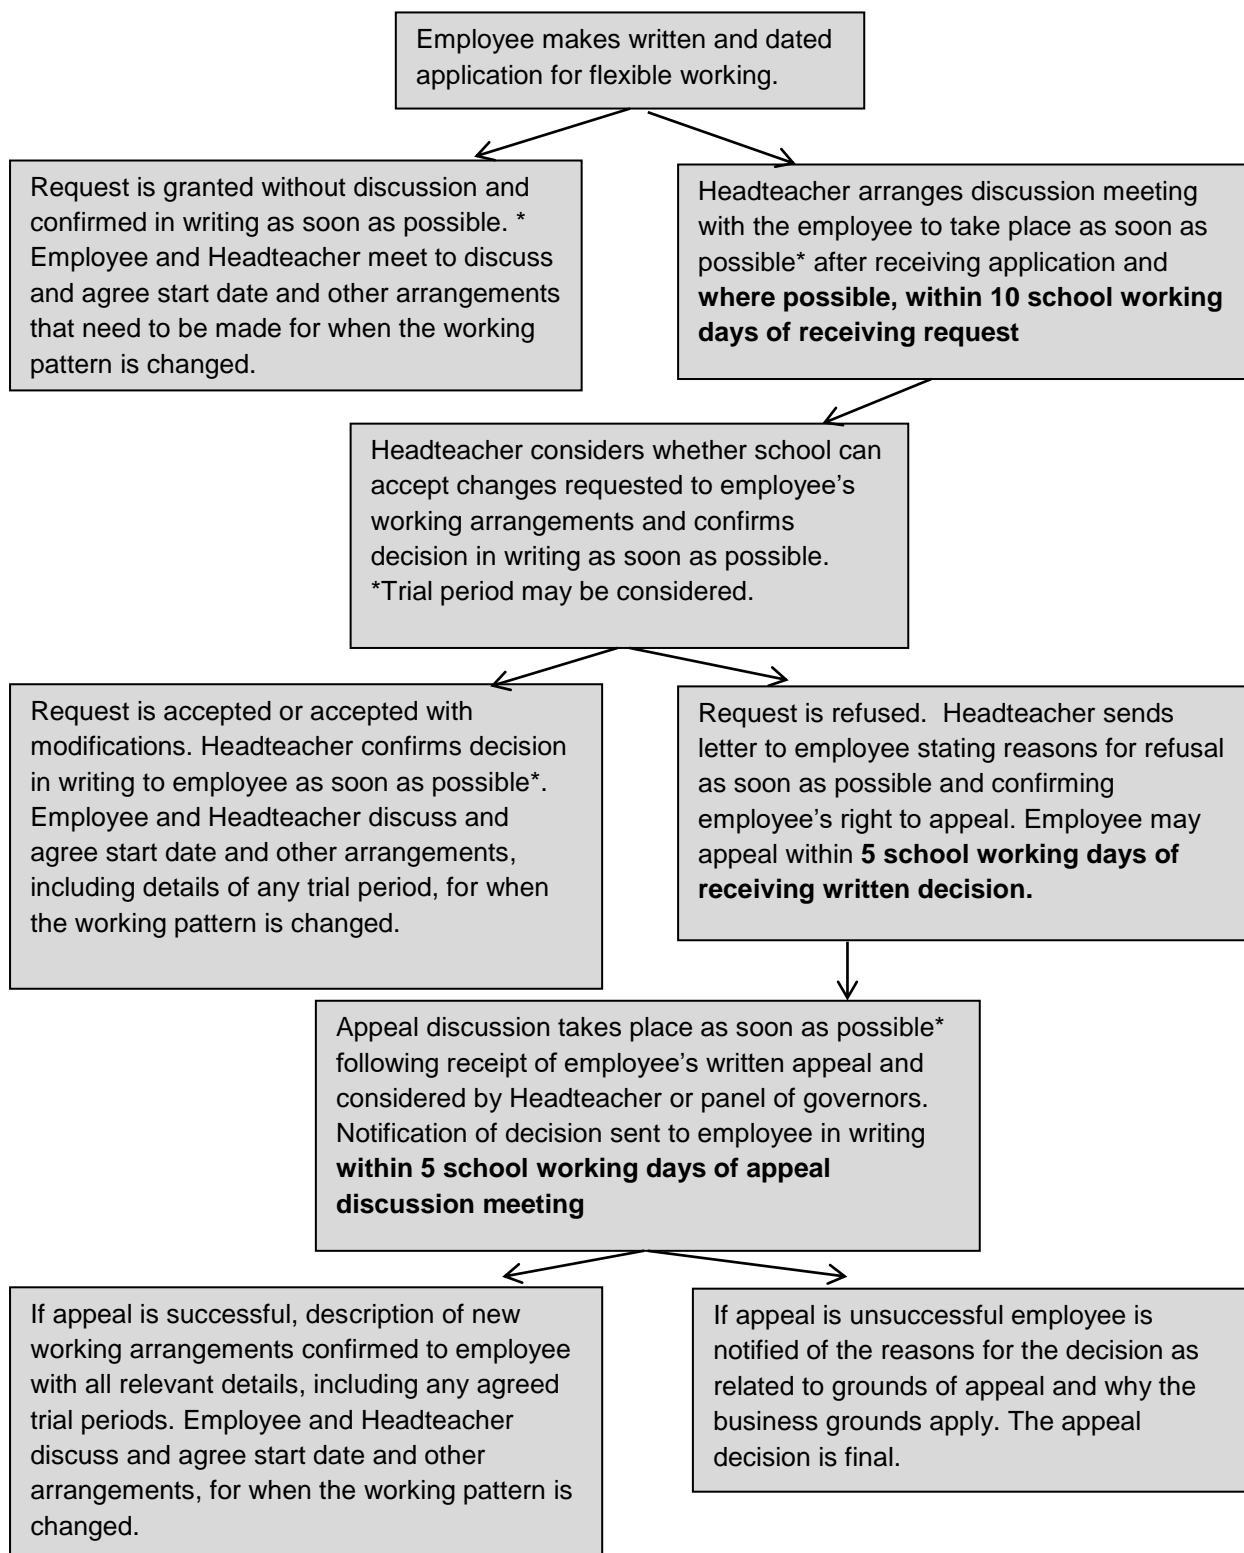 Employee makes written and dated
application for flexible working.
Request is granted without discussion and
confirmed in writing as soon as possible. *
Employee and Headteacher meet to discuss
and agree start date and other arrangements
that need to be made for when the working
pattern is changed.
Headteacher arranges discussion meeting
with the employee to take place as soon as
possible* after receiving application and
where possible, within 10 school working
days of receiving request
Headteacher considers whether school can
accept changes requested to employee’s
working arrangements and confirms
decision in writing as soon as possible.
*Trial period may be considered.
Request is accepted or accepted with
modifications. Headteacher confirms decision
in writing to employee as soon as possible*.
Employee and Headteacher discuss and
agree start date and other arrangements,
including details of any trial period, for when
the working pattern is changed.
Request is refused.  Headteacher sends
letter to employee stating reasons for refusal
as soon as possible and confirming
employee’s right to appeal. Employee may
appeal within 5 school working days of
receiving written decision.
Appeal discussion takes place as soon as possible*
following receipt of employee’s written appeal and
considered by Headteacher or panel of governors.
Notification of decision sent to employee in writing
within 5 school working days of appeal
discussion meeting
If appeal is successful, description of new
working arrangements confirmed to employee
with all relevant details, including any agreed
trial periods. Employee and Headteacher
discuss and agree start date and other
arrangements, for when the working pattern is
changed.
If appeal is unsuccessful employee is
notified of the reasons for the decision as
related to grounds of appeal and why the
business grounds apply. The appeal
decision is final.